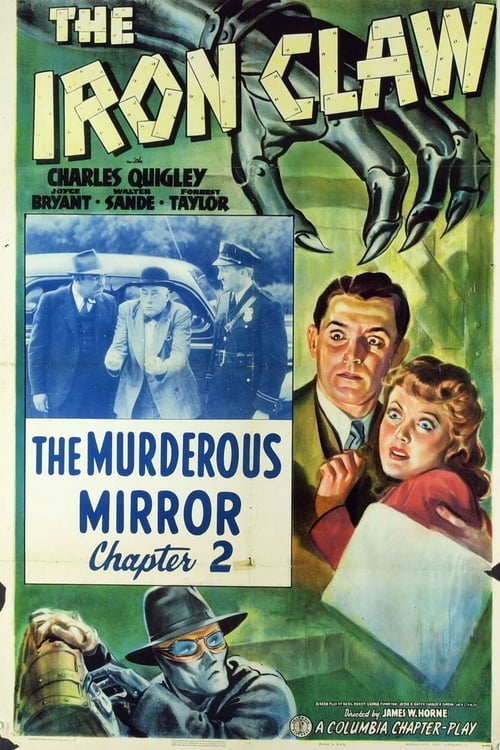 THE
IRON CLAW
with
CHARLES QUIGLEY
JOYCE WALTER FORREST
BRYANT · SANDE · TAYLOR
THE MURDEROUS
MIRROR
Chapter 2
Directed by JAMES W. HORNE
A COLUMBIA CHAPTER-PLAY